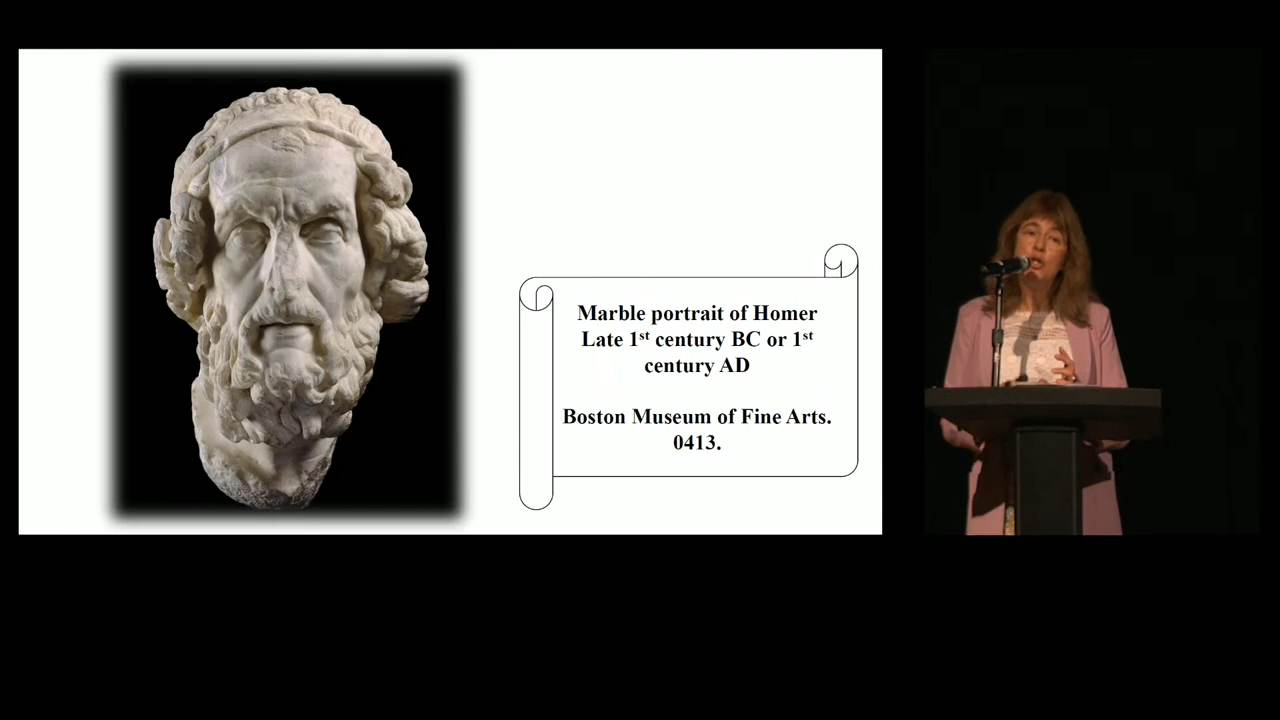 Marble portrait of Homer
Late 1st century BC or 1st
century AD
Boston Museum of Fine Arts.
0413.